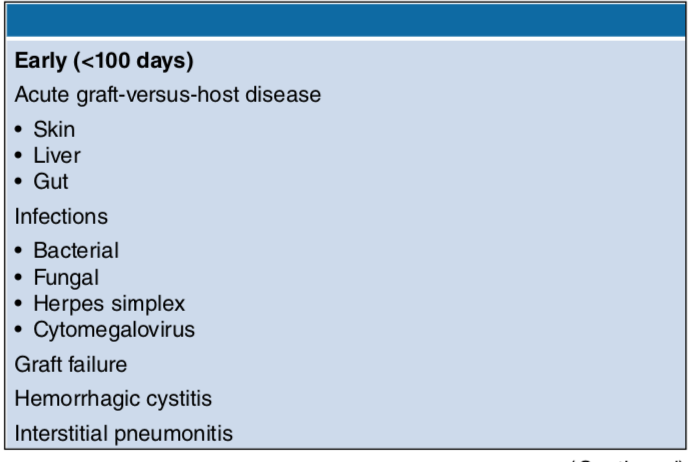 Early (<100 days)
Acute graft-versus-host disease
• Skin
• Liver
• Gut
Infections
• Bacterial
• Fungal
• Herpes simplex
• Cytomegalovirus
Graft failure
Hemorrhagic cystitis
Interstitial pneumonitis